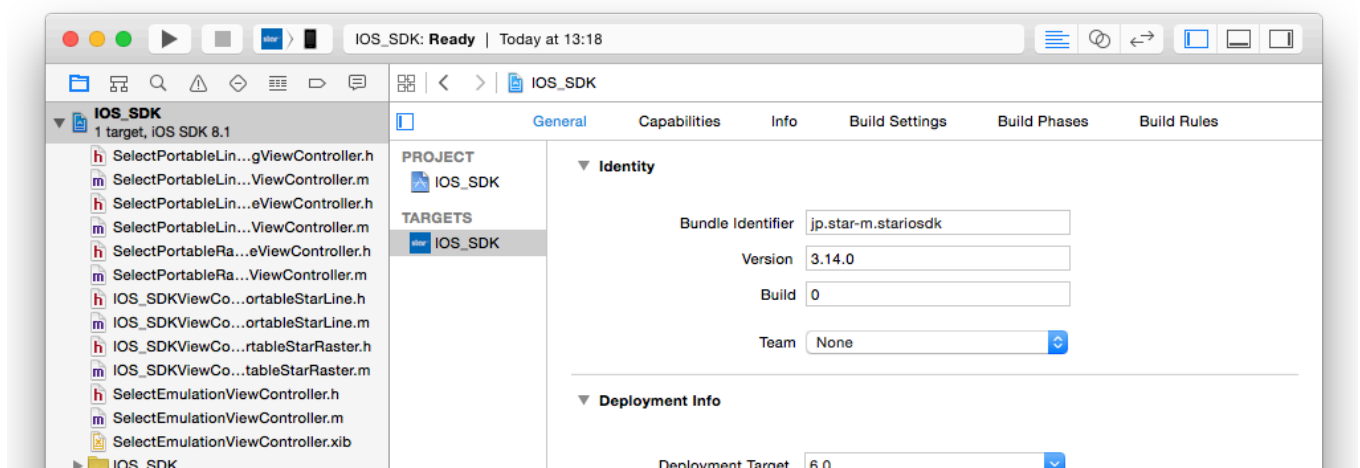 IOS_SDK: Ready | Today at 13:18
IOS_SDK
IOS_SDK
1 target, iOS SDK 8.1
SelectPortableLin...gViewController.h
SelectPortableLin...ViewController.m
SelectPortableLin...eViewController.h
SelectPortableLin...ViewController.m
SelectPortableRa...eViewController.h
SelectPortableRa...ViewController.m
IOS_SDKViewCo...ortableStarLine.h
IOS_SDKViewCo...ortableStarLine.m
IOS_SDKViewCo...rtableStarRaster.h
IOS_SDKViewCo...tableStarRaster.m
SelectEmulationViewController.h
SelectEmulationViewController.m
SelectEmulationViewController.xib
IOS_SDK
General Capabilities Info Build Settings Build Phases Build Rules
PROJECT
IOS_SDK
TARGETS
IOS_SDK
Identity
Bundle Identifier jp.star-m.stariosdk
Version 3.14.0
Build 0
Team None
Deployment Info
Deployment Target 6.0